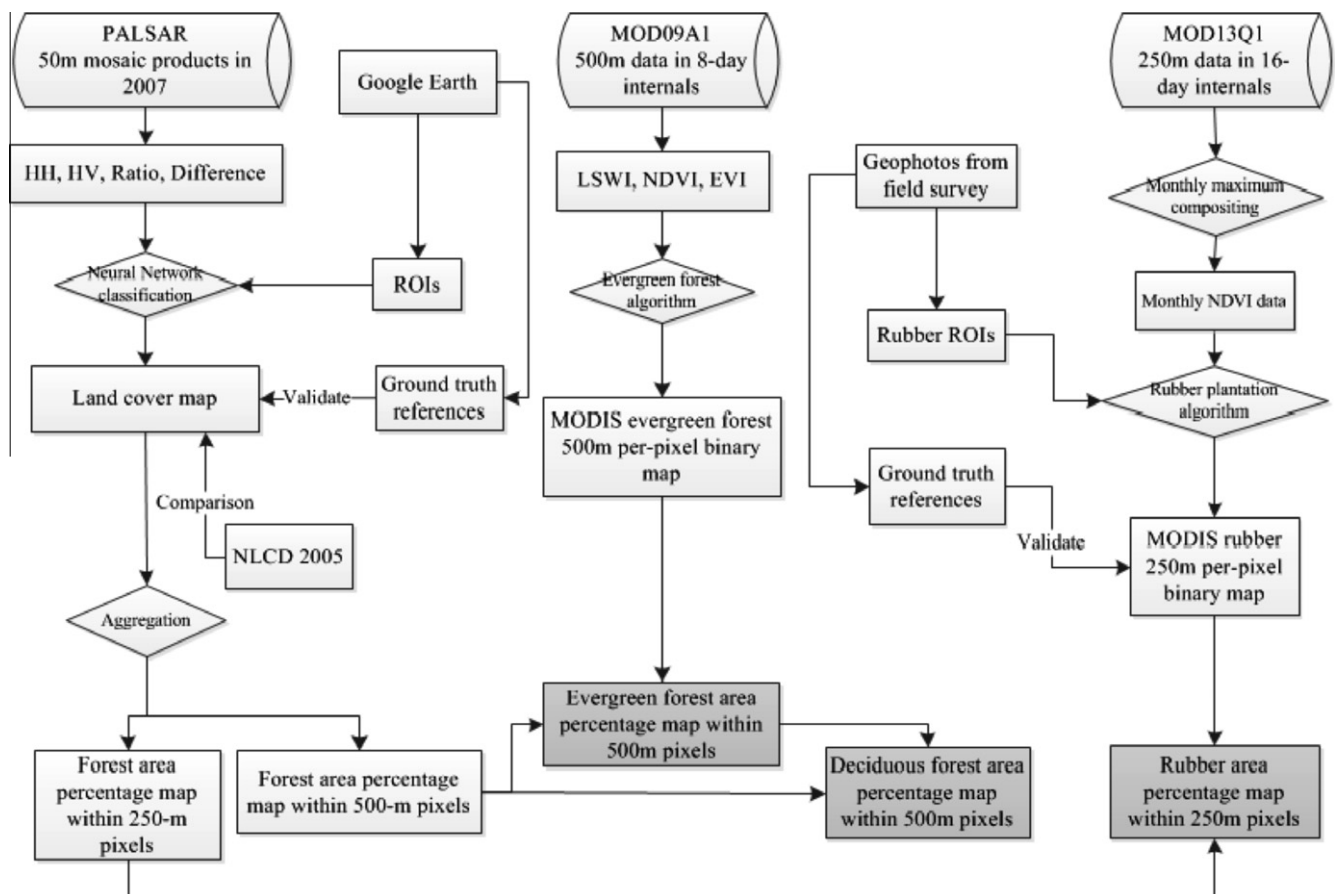 PALSAR
50m mosaic products in
2007
HH, HV, Ratio, Difference
Neural Network
classification
Land cover map
Comparison
NLCD 2005
Aggregation
Forest area
percentage map
within 250-m
pixels
Forest area percentage
map within 500-m pixels
Google Earth
ROIs
Validate
Ground truth
references
MOD09A1
500m data in 8-day
internals
LSWI, NDVI, EVI
Evergreen forest
algorithm
MODIS evergreen forest
500m per-pixel binary
map
Evergreen forest area
percentage map within
500m pixels
Deciduous forest area
percentage map
within 500m pixels
Geophotos from
field survey
Rubber ROIs
Ground truth
references
Validate
MOD13Q1
250m data in 16-
day internals
Monthly maximum
compositing
Monthly NDVI data
Rubber plantation
algorithm
MODIS rubber
250m per-pixel
binary map
Rubber area
percentage map
within 250m pixels